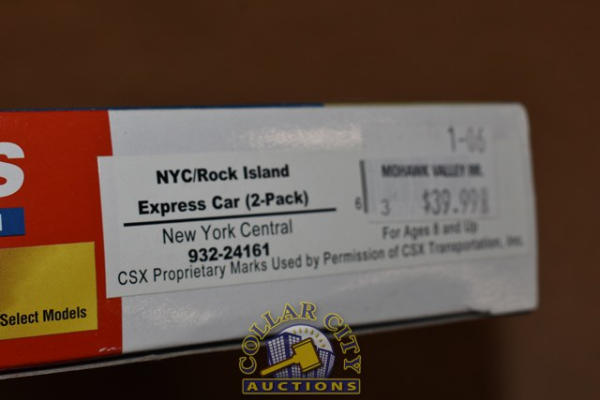 S
NYC/Rock Island
Express Car (2-Pack)
New York Central
932-24161
CSX Proprietary Marks Used by Permission of CSX Transportation, Inc.
For Ages 8 and Up
1-06
MOHAWK VALLEY
$39.99
6
3
Select Models
COLLAR CITY
AUCTIONS